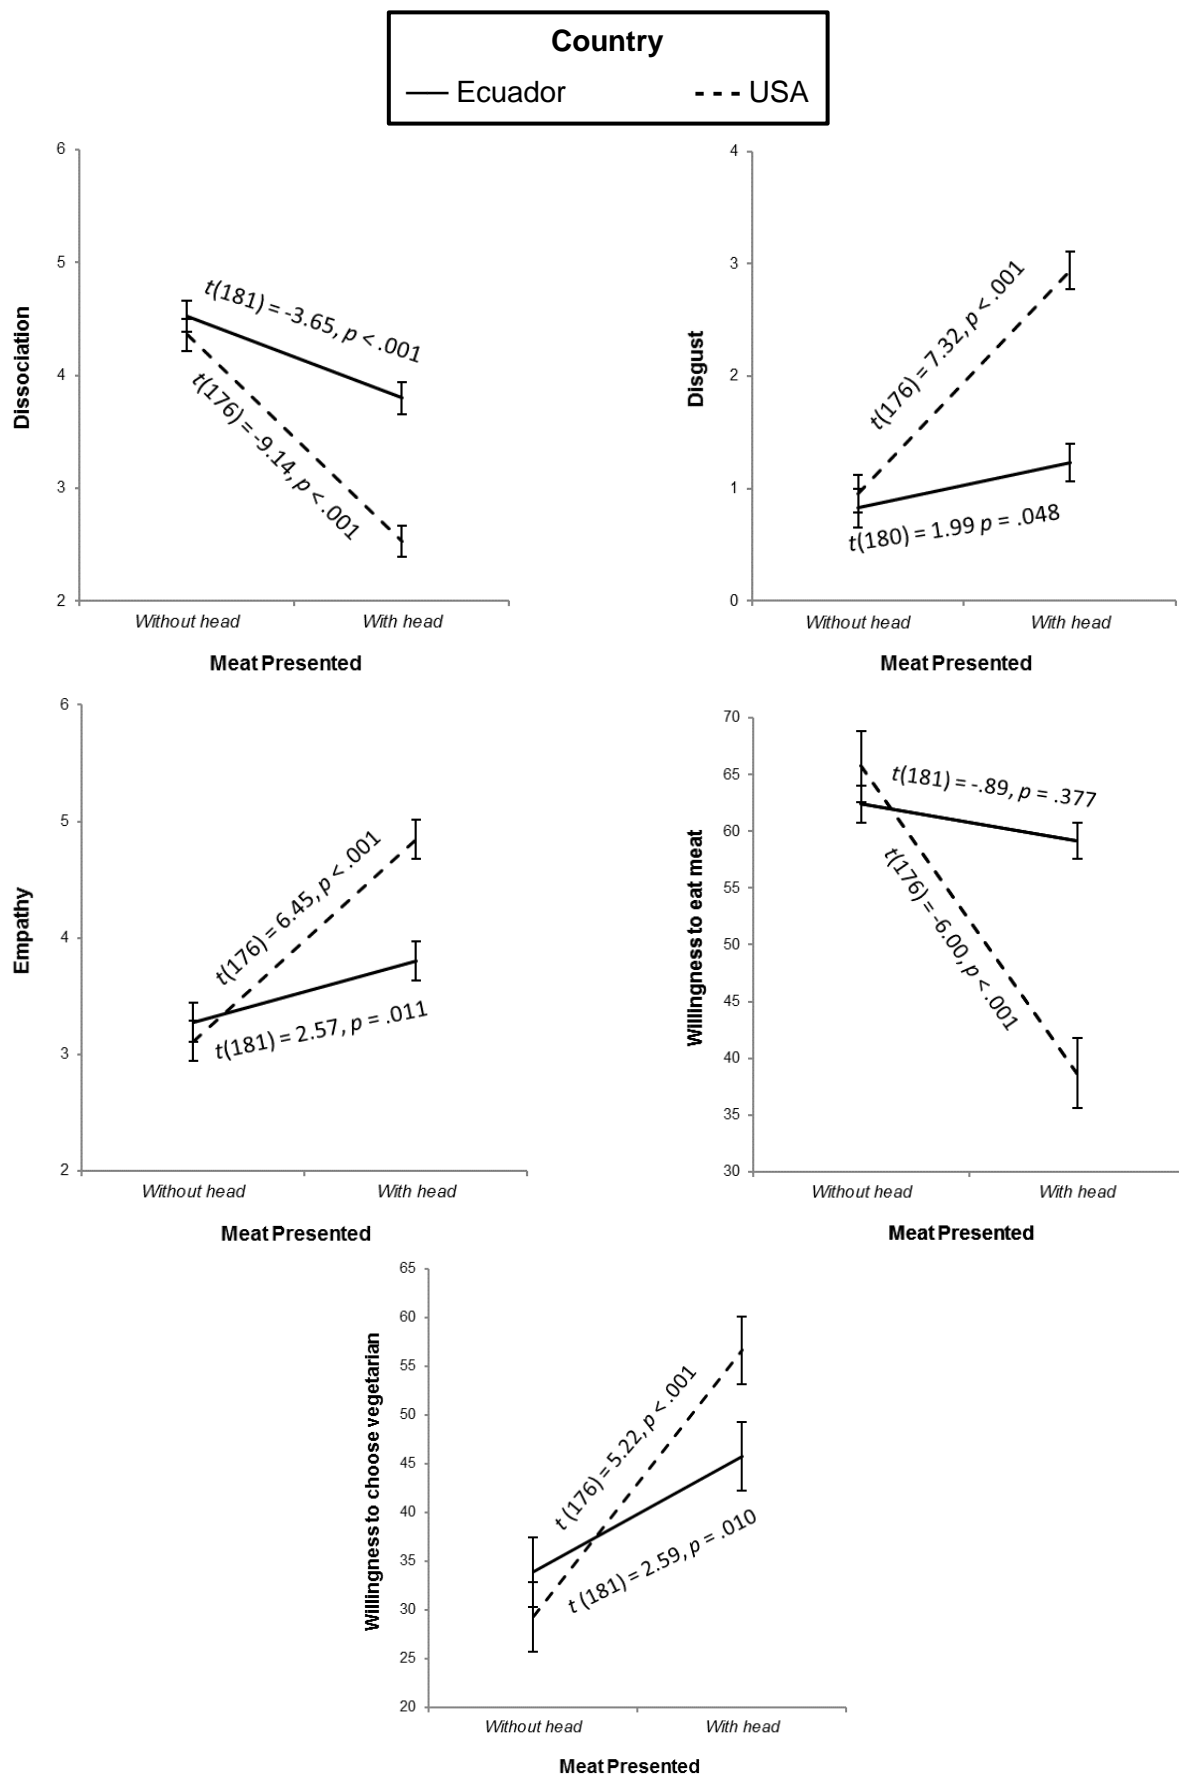 Country
Ecuador
USA
6
5
4
3
2
Dissociation
t(181) = -3.65, p < .001
t(176) = -9.14, p < .001
Without head
With head
Meat Presented
4
3
2
1
0
Disgust
t(176) = 7.32, p < .001
t(180) = 1.99 p = .048
Without head
With head
Meat Presented
6
5
4
3
2
Empathy
t(176) = 6.45, p < .001
t(181) = 2.57, p = .011
Without head
With head
Meat Presented
70
65
60
55
50
45
40
35
30
Willingness to eat meat
t(181) = -.89, p = .377
t(176) = -6.00, p < .001
Without head
With head
Meat Presented
65
60
55
50
45
40
35
30
25
20
Willingness to choose vegetarian
t (176) = 5.22, p < .001
t (181) = 2.59, p = .010
Without head
With head
Meat Presented